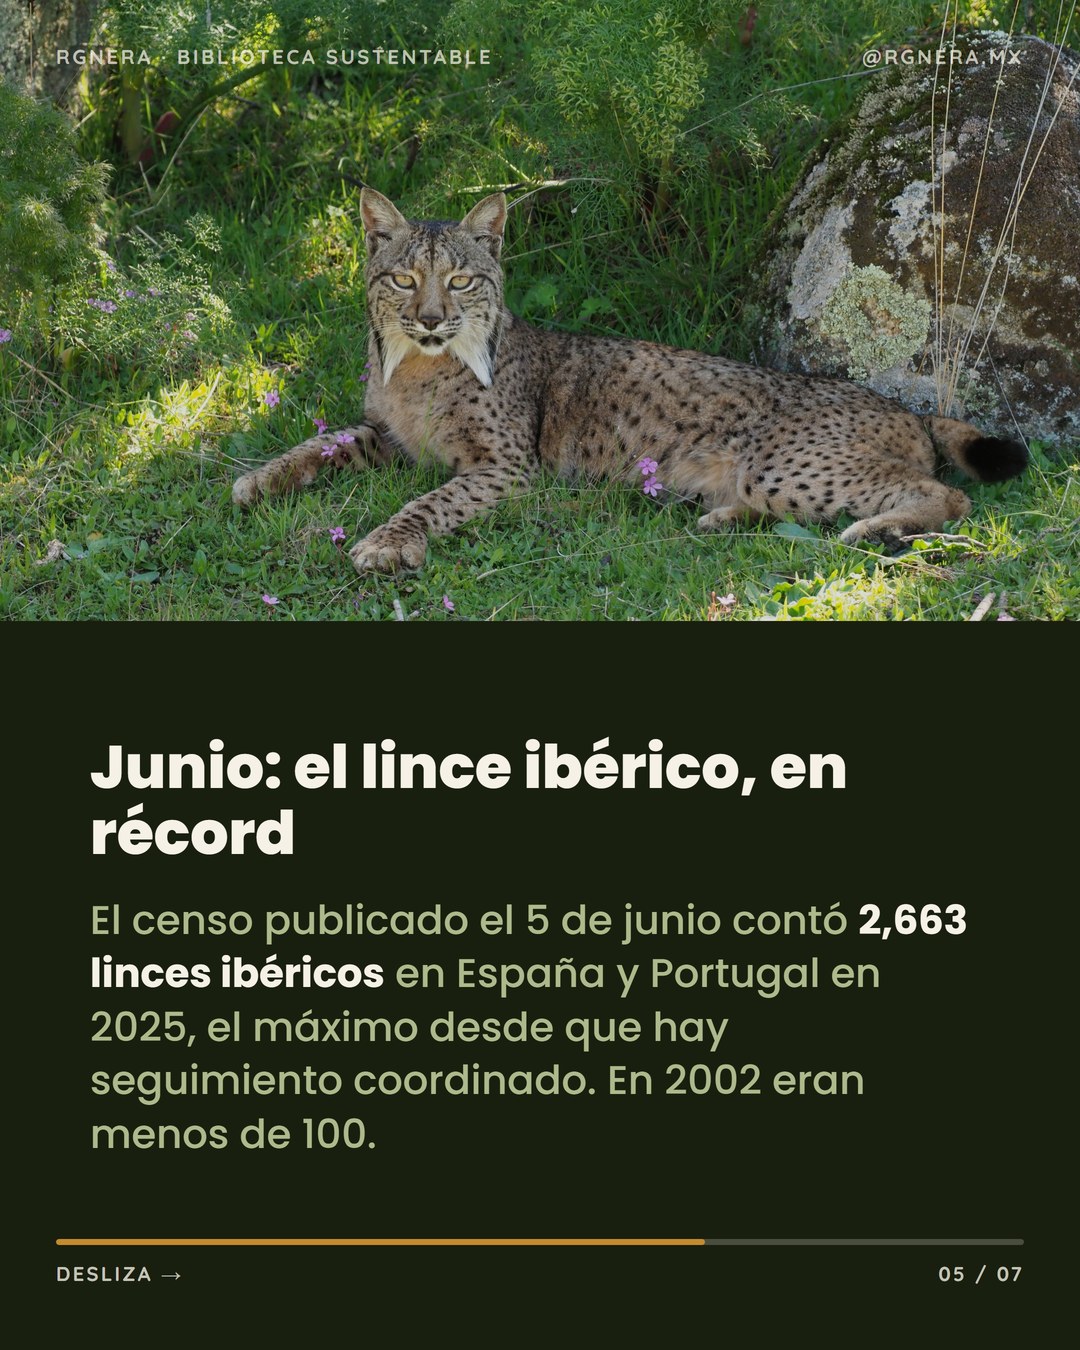 RGNERA · BIBLIOTECA SUSTENTABLE
@RGNERA.MX
Junio: el lince ibérico, en
récord
El censo publicado el 5 de junio contó 2,663
linces ibéricos en España y Portugal en
2025, el máximo desde que hay
seguimiento coordinado. En 2002 eran
menos de 100.
DESLIZA →
05 / 07